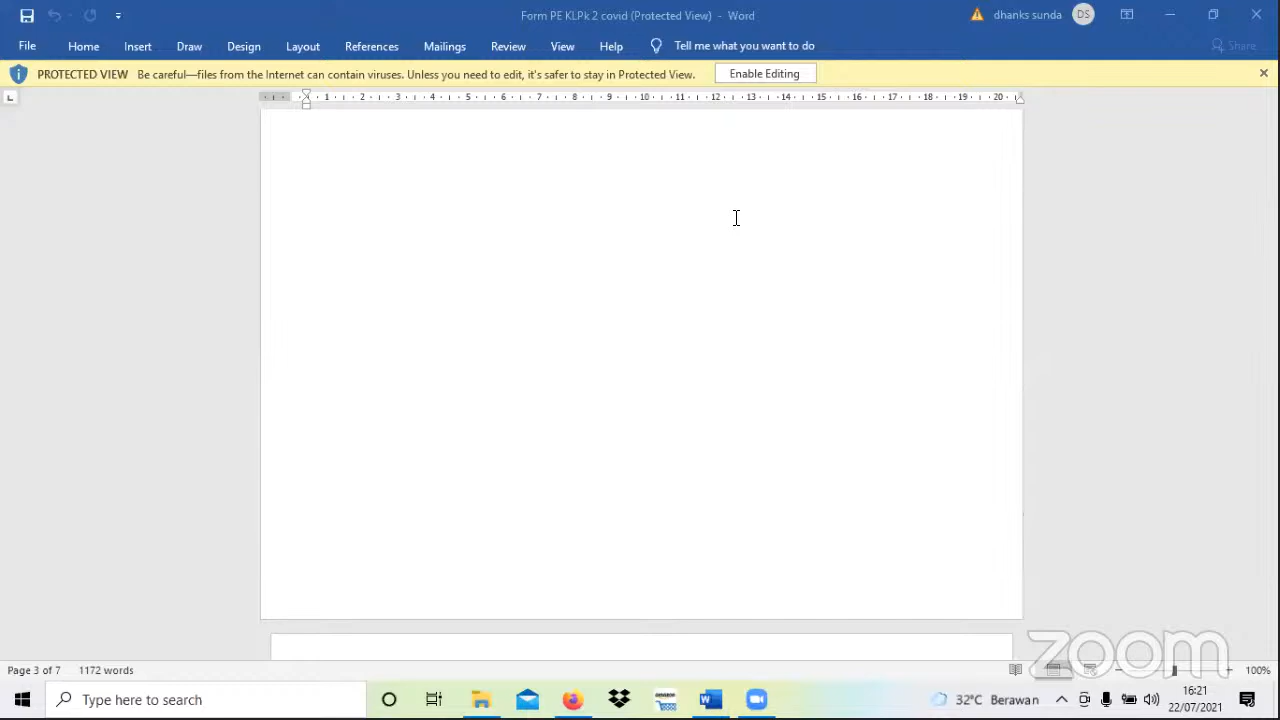 Form PE KLPk 2 covid (Protected View) - Word
dhanks sunda DS
File Home Insert Draw Design Layout References Mailings Review View Help Tell me what you want to do Share
PROTECTED VIEW Be careful—files from the Internet can contain viruses. Unless you need to edit, it's safer to stay in Protected View. Enable Editing
1 2 3 4 5 6 7 8 9 10 11 12 13 14 15 16 17 18 19 20
zoom
Page 3 of 7 1172 words 100%
Type here to search
amazon
32°C Berawan
16:21
22/07/2021